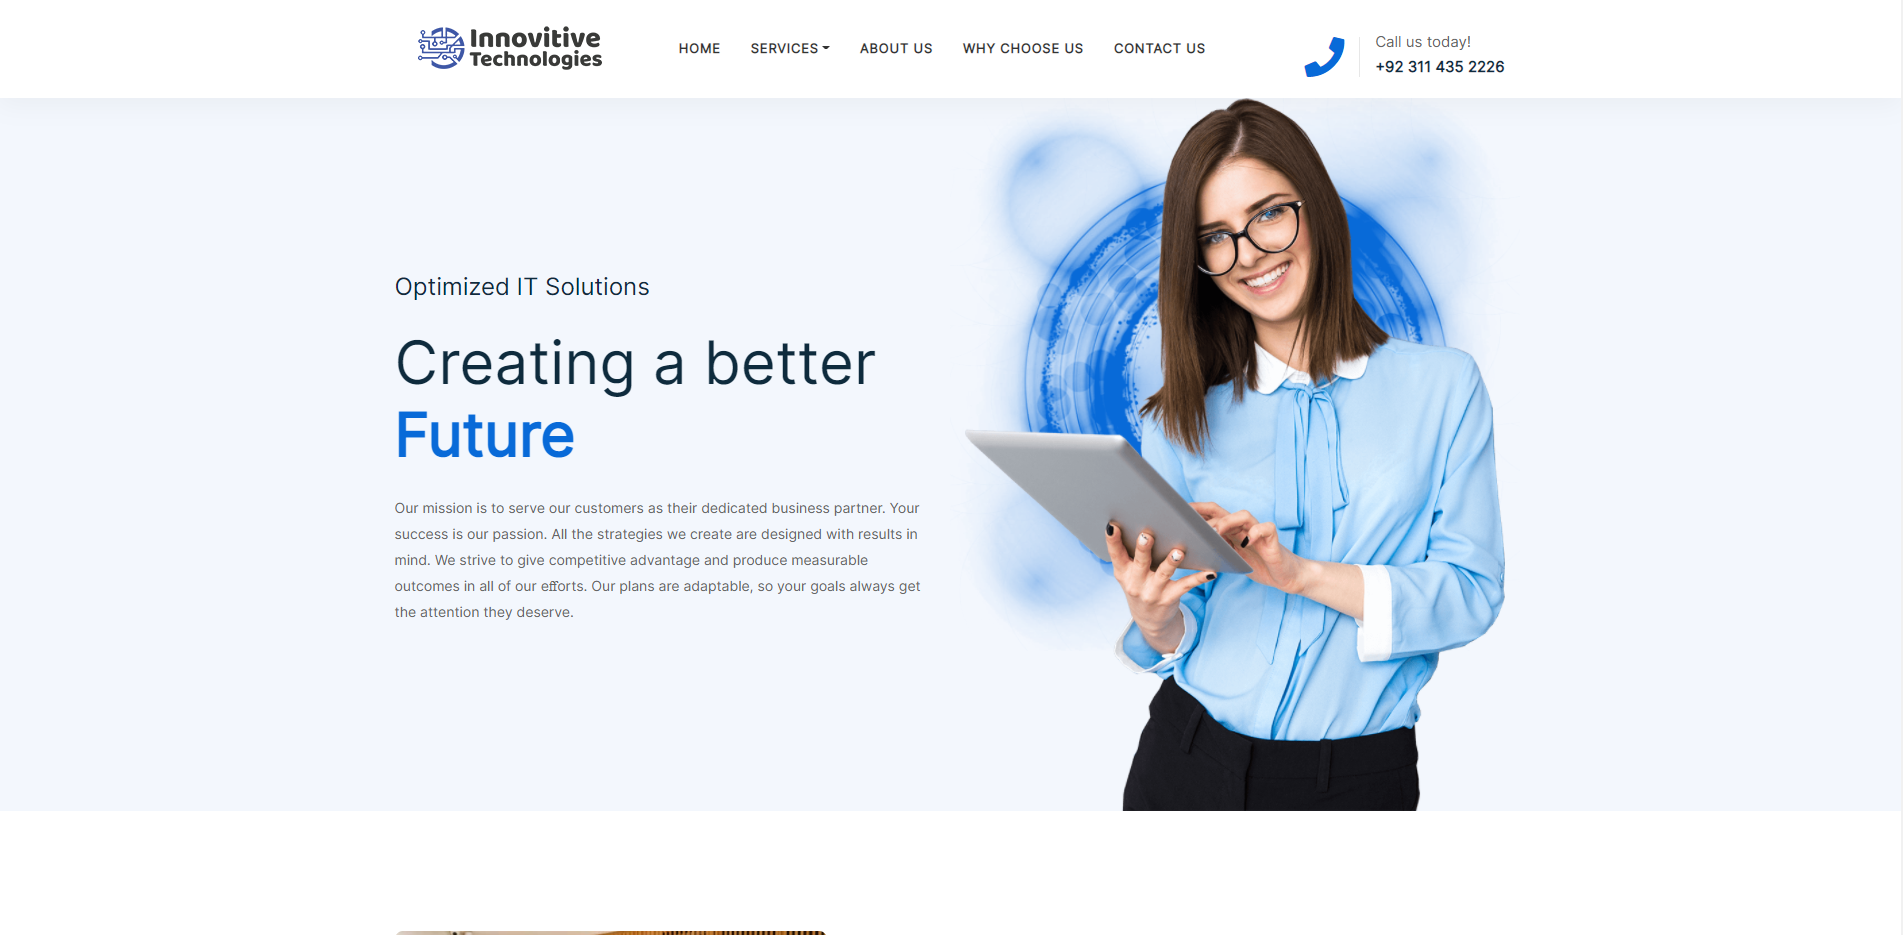 Innovitive
Technologies
HOME
SERVICES
ABOUT US
WHY CHOOSE US
CONTACT US
Call us today!
+92 311 435 2226
Optimized IT Solutions
Creating a better
Future
Our mission is to serve our customers as their dedicated business partner. Your
success is our passion. All the strategies we create are designed with results in
mind. We strive to give competitive advantage and produce measurable
outcomes in all of our efforts. Our plans are adaptable, so your goals always get
the attention they deserve.